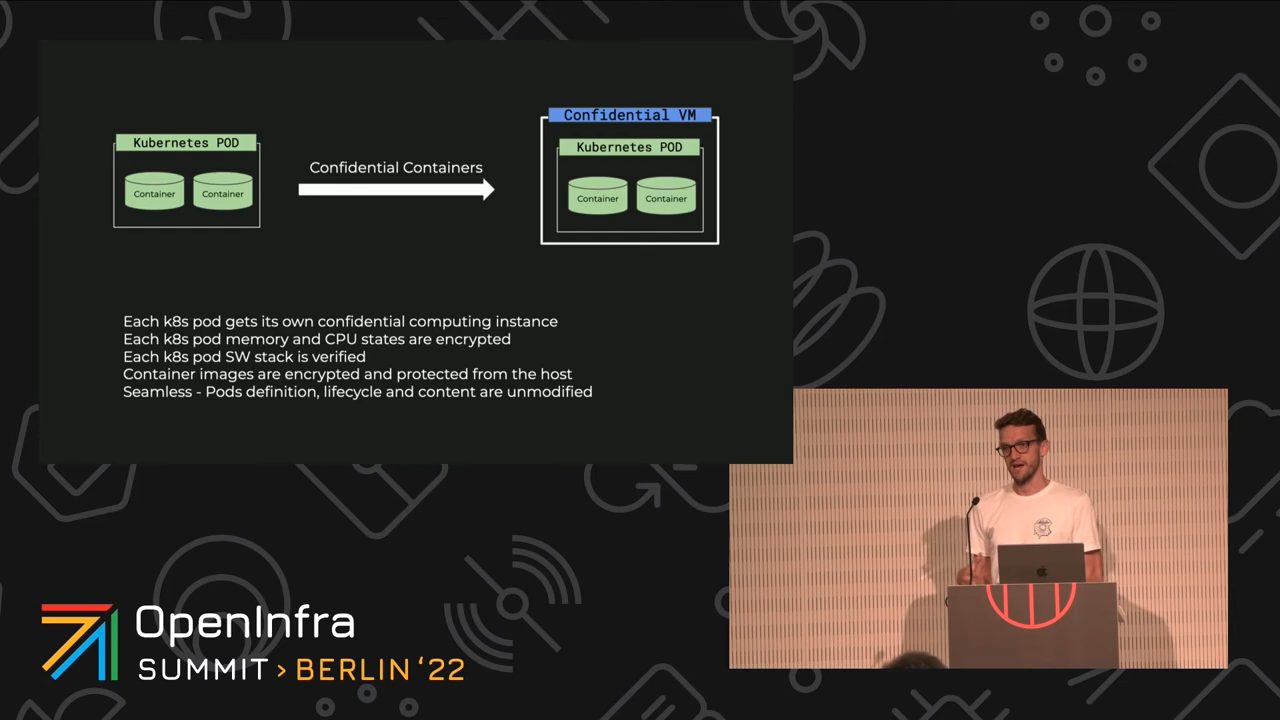 Kubernetes POD
Container Container
Confidential Containers
Confidential VM
Kubernetes POD
Container Container
Each k8s pod gets its own confidential computing instance
Each k8s pod memory and CPU states are encrypted
Each k8s pod SW stack is verified
Container images are encrypted and protected from the host
Seamless - Pods definition, lifecycle and content are unmodified
OpenInfra
SUMMIT > BERLIN ‘22